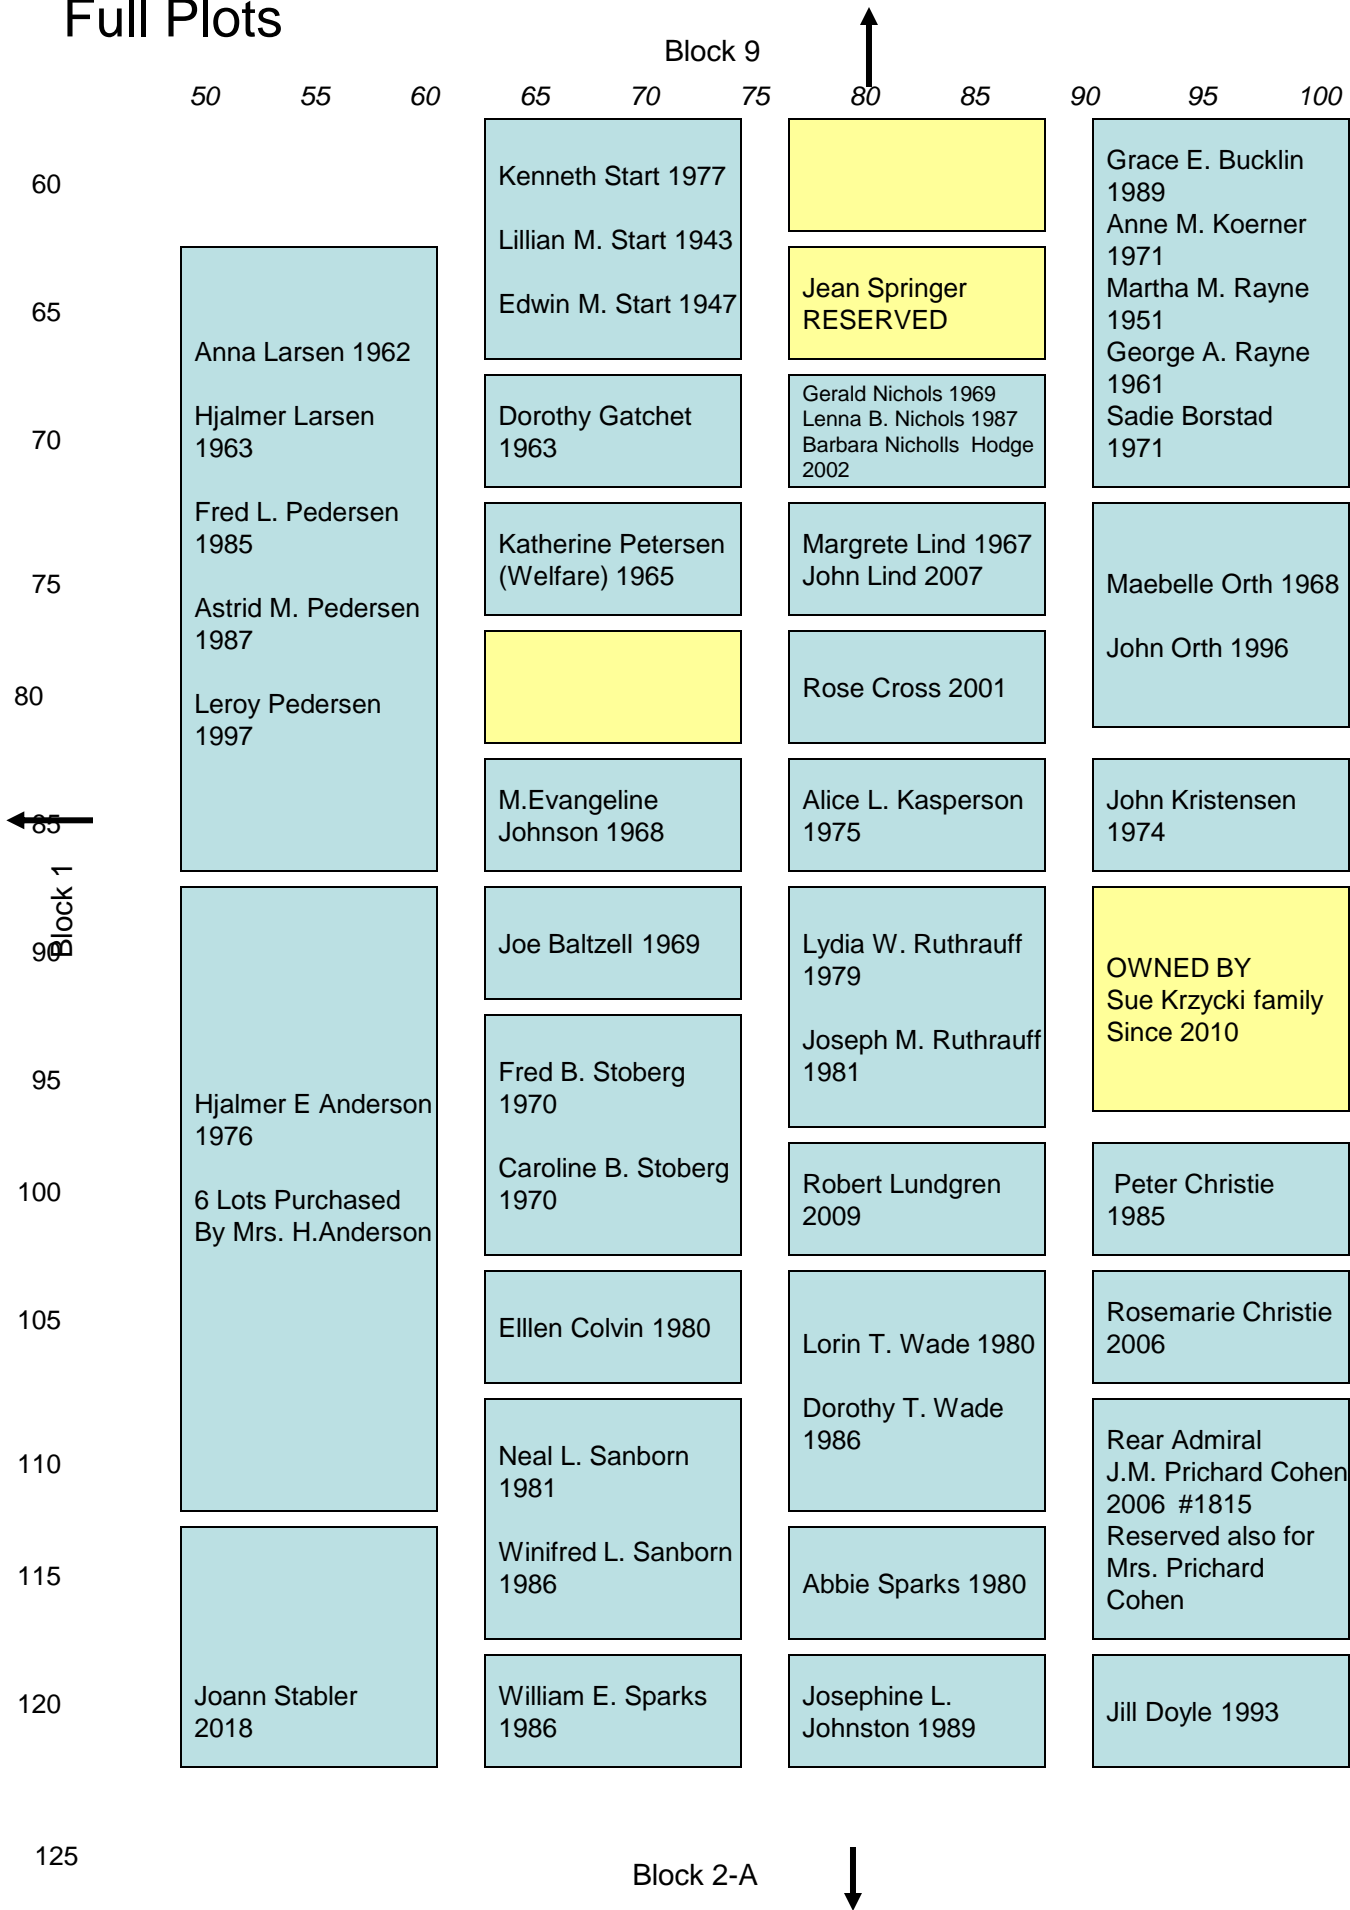 Full Plots
Block 9
50 55 60 65 70 75 80 85 90 95 100
60
65
70
75
80
85
90
95
100
105
110
115
120
125
Block 1
Anna Larsen 1962
Hjalmer Larsen
1963
Fred L. Pedersen
1985
Astrid M. Pedersen
1987
Leroy Pedersen
1997
Hjalmer E Anderson
1976
6 Lots Purchased
By Mrs. H.Anderson
Joann Stabler
2018
Kenneth Start 1977
Lillian M. Start 1943
Edwin M. Start 1947
Dorothy Gatchet
1963
Katherine Petersen
(Welfare) 1965
M.Evangeline
Johnson 1968
Joe Baltzell 1969
Fred B. Stoberg
1970
Caroline B. Stoberg
1970
Elllen Colvin 1980
Neal L. Sanborn
1981
Winifred L. Sanborn
1986
William E. Sparks
1986
Jean Springer
RESERVED
Gerald Nichols 1969
Lenna B. Nichols 1987
Barbara Nicholls  Hodge
2002
Margrete Lind 1967
John Lind 2007
Rose Cross 2001
Alice L. Kasperson
1975
Lydia W. Ruthrauff
1979
Joseph M. Ruthrauff
1981
Robert Lundgren
2009
Lorin T. Wade 1980
Dorothy T. Wade
1986
Abbie Sparks 1980
Josephine L.
Johnston 1989
Grace E. Bucklin
1989
Anne M. Koerner
1971
Martha M. Rayne
1951
George A. Rayne
1961
Sadie Borstad
1971
Maebelle Orth 1968
John Orth 1996
John Kristensen
1974
OWNED BY
Sue Krzycki family
Since 2010
Peter Christie
1985
Rosemarie Christie
2006
Rear Admiral
J.M. Prichard Cohen
2006  #1815
Reserved also for
Mrs. Prichard
Cohen
Jill Doyle 1993
Block 2-A